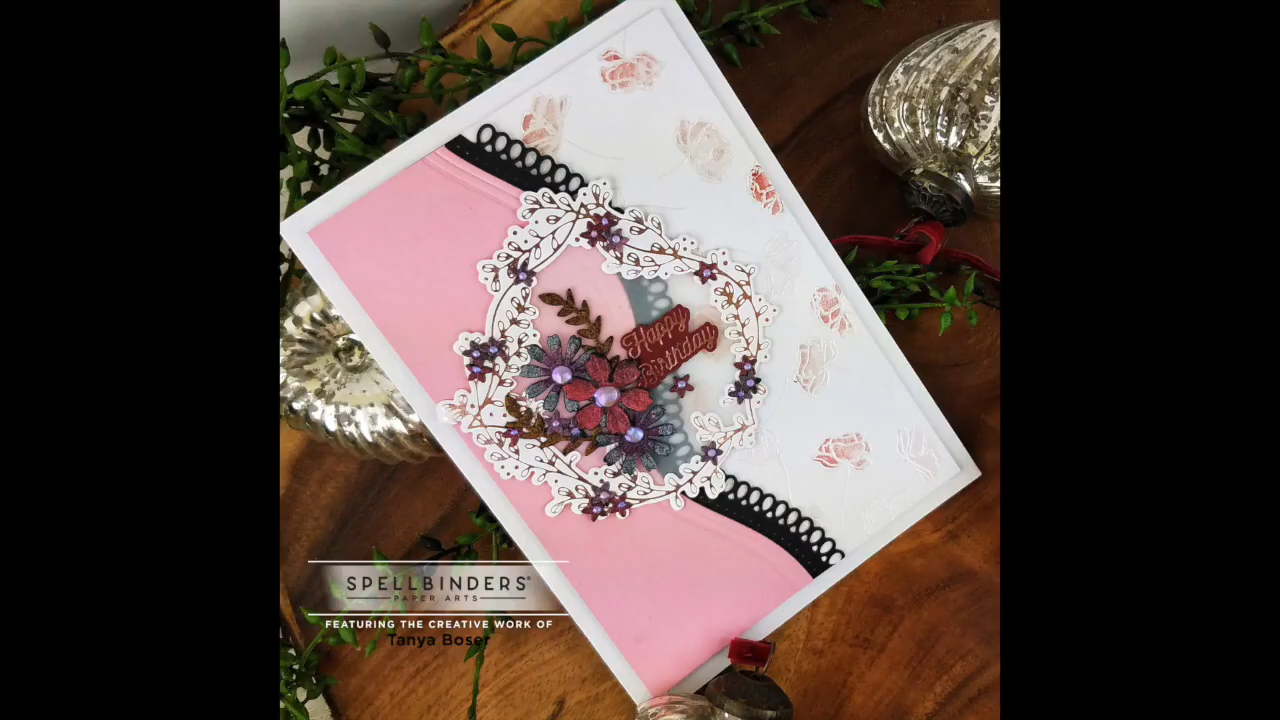 Happy
Birthday
SPELLBINDERS®
PAPER ARTS
FEATURING THE CREATIVE WORK OF
Tanya Boser